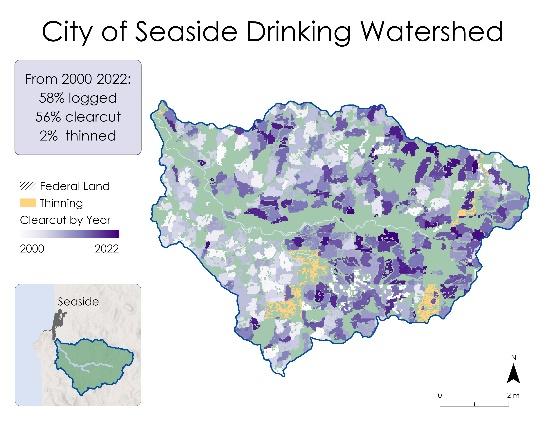 City of Seaside Drinking Watershed
From 2000-2022:
58% logged
56% clearcut
2% thinned
Federal Land
Thinning
Clearcut by Year
2000 2022
Seaside
N
0 2 m